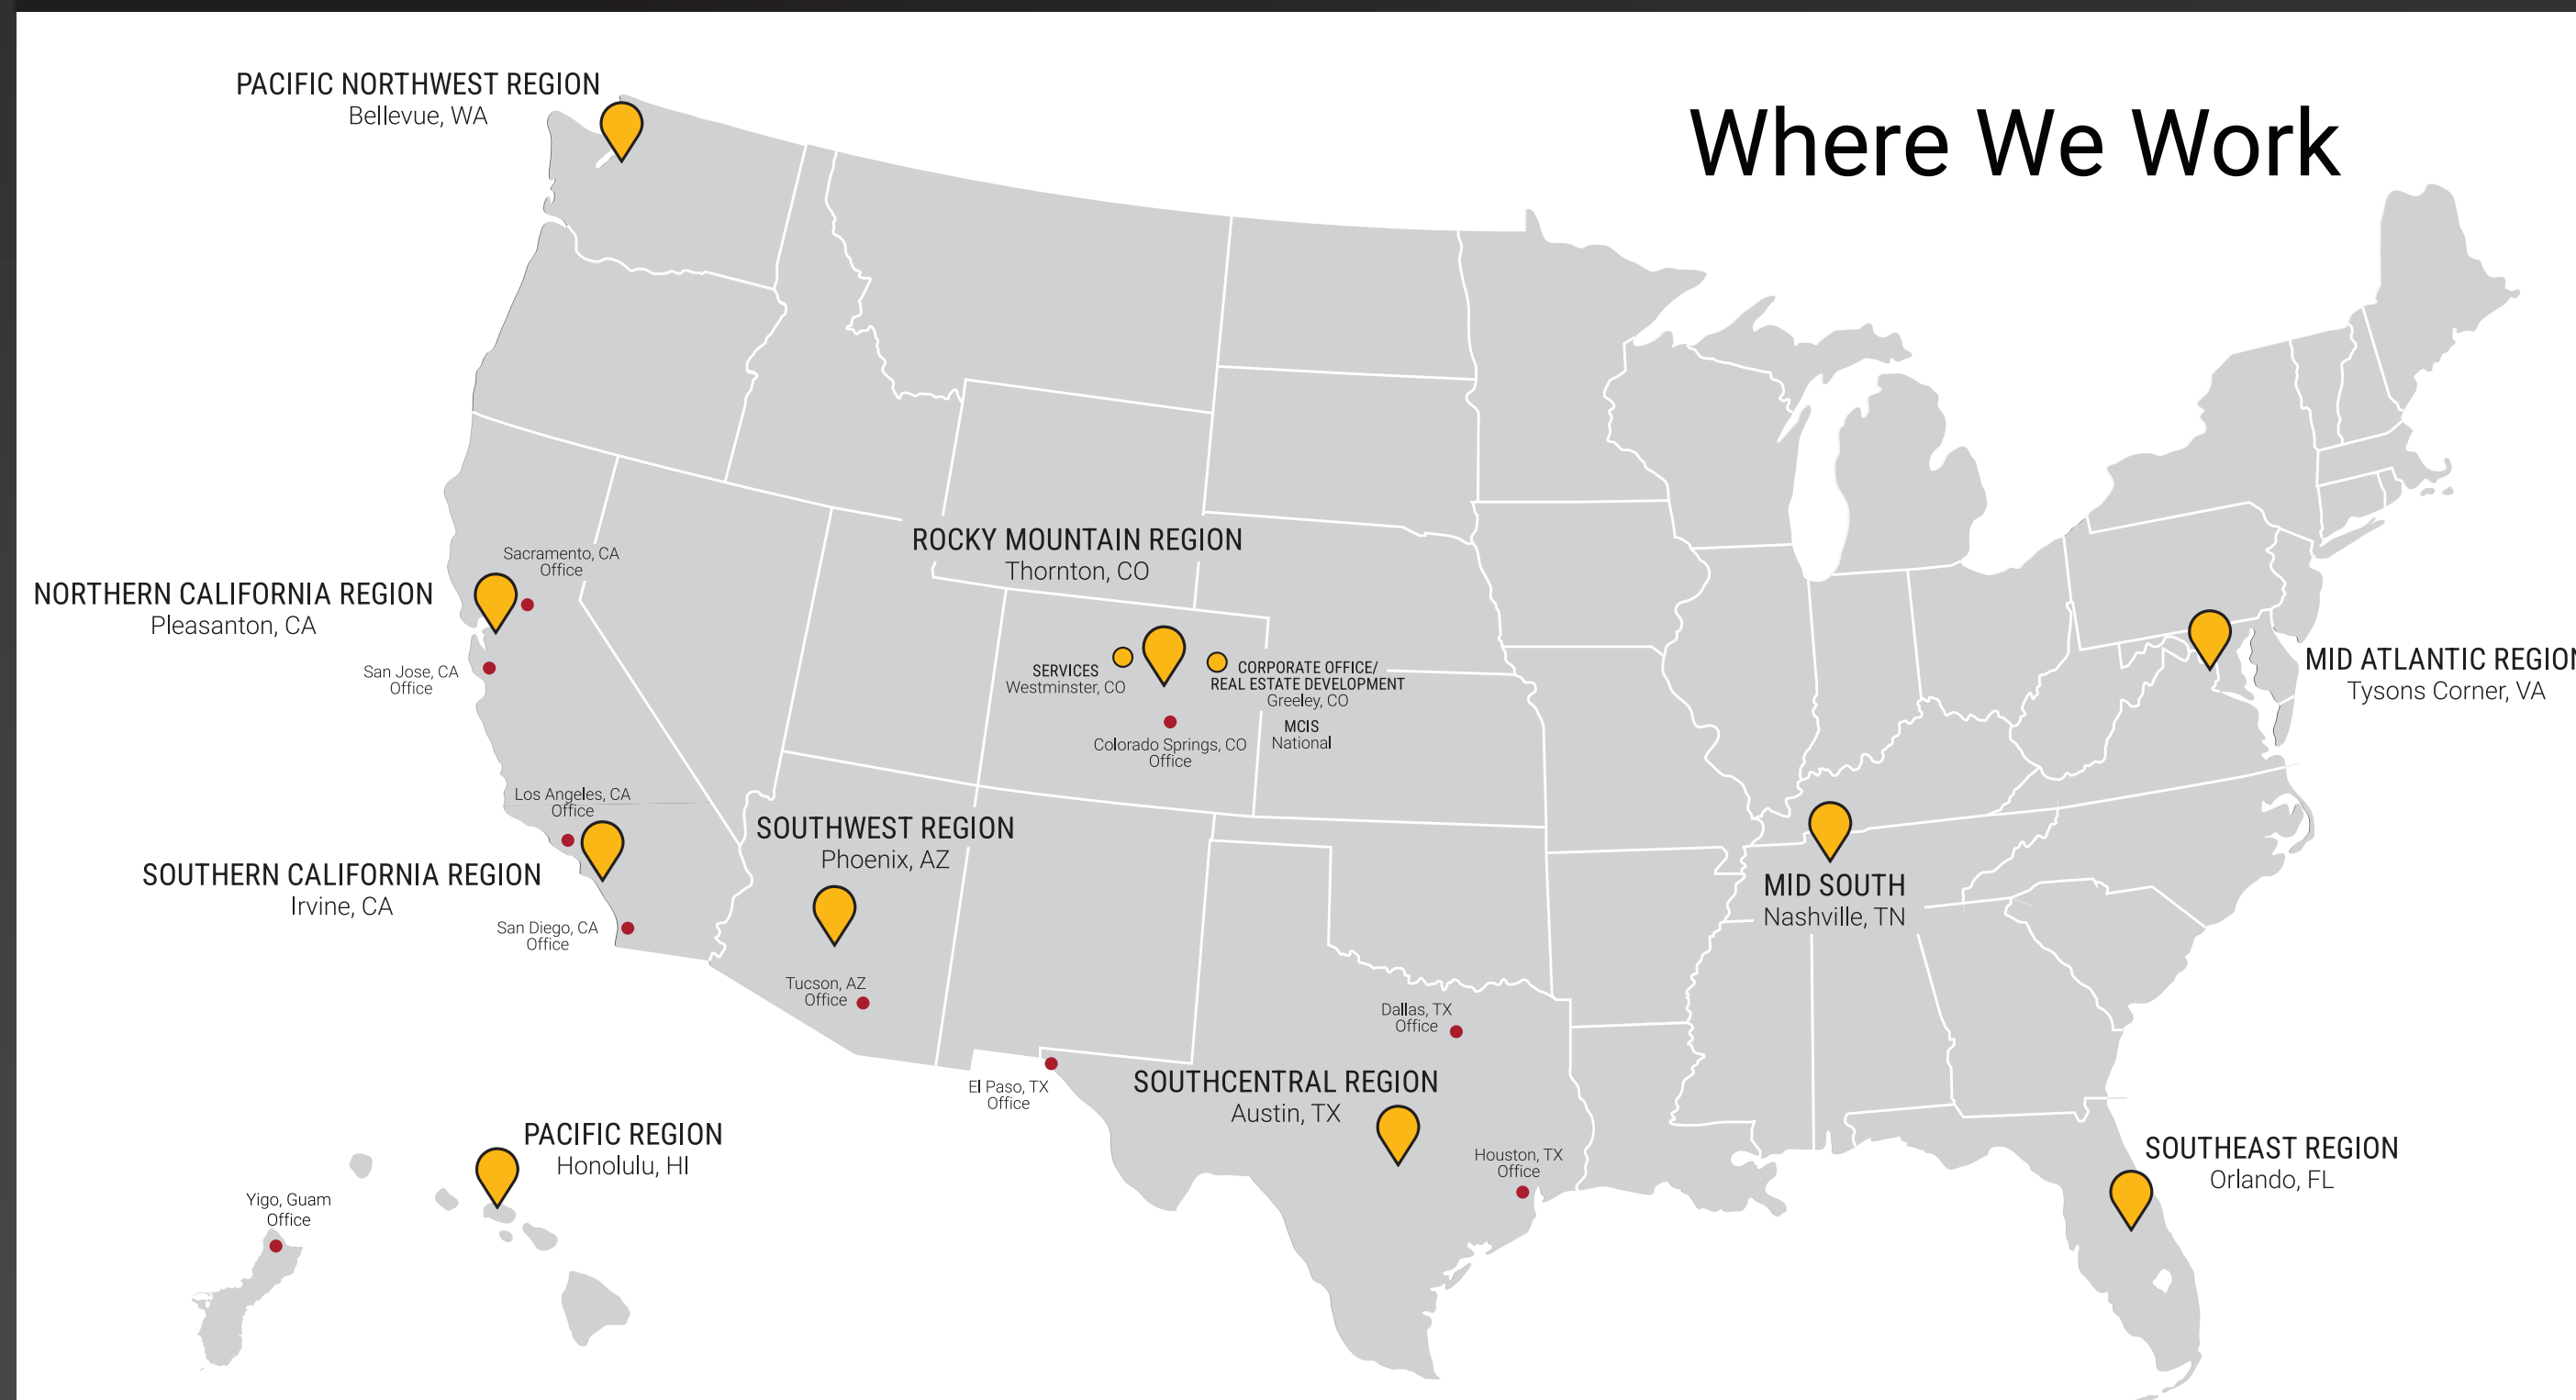 Where We Work
PACIFIC NORTHWEST REGION
Bellevue, WA
ROCKY MOUNTAIN REGION
Thornton, CO
Sacramento, CA
Office
NORTHERN CALIFORNIA REGION
Pleasanton, CA
San Jose, CA
Office
SERVICES
Westminster, CO
CORPORATE OFFICE/
REAL ESTATE DEVELOPMENT
Greeley, CO
MCIS
National
Colorado Springs, CO
Office
MID ATLANTIC REGION
Tysons Corner, VA
Los Angeles, CA
Office
SOUTHERN CALIFORNIA REGION
Irvine, CA
San Diego, CA
Office
SOUTHWEST REGION
Phoenix, AZ
Tucson, AZ
Office
MID SOUTH
Nashville, TN
Dallas, TX
Office
El Paso, TX
Office
SOUTHCENTRAL REGION
Austin, TX
Houston, TX
Office
PACIFIC REGION
Honolulu, HI
Yigo, Guam
Office
SOUTHEAST REGION
Orlando, FL